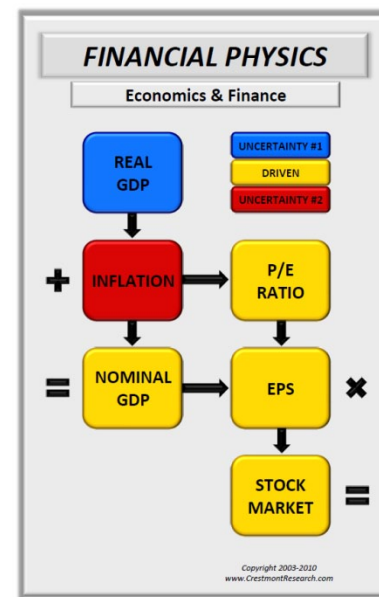 FINANCIAL PHYSICS
Economics & Finance
REAL
GDP
UNCERTAINTY #1
DRIVEN
UNCERTAINTY #2
+
INFLATION
P/E
RATIO
=
NOMINAL
GDP
EPS
×
STOCK
MARKET
=
Copyright 2003-2010
www.CrestmontResearch.com